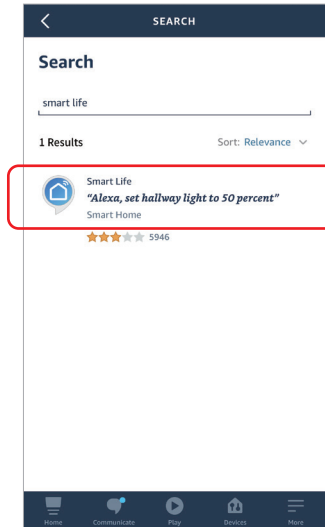 SEARCH
Search
smart life
1 Results Sort: Relevance
Smart Life
"Alexa, set hallway light to 50 percent"
Smart Home
5946
Home Communicate Play Devices More